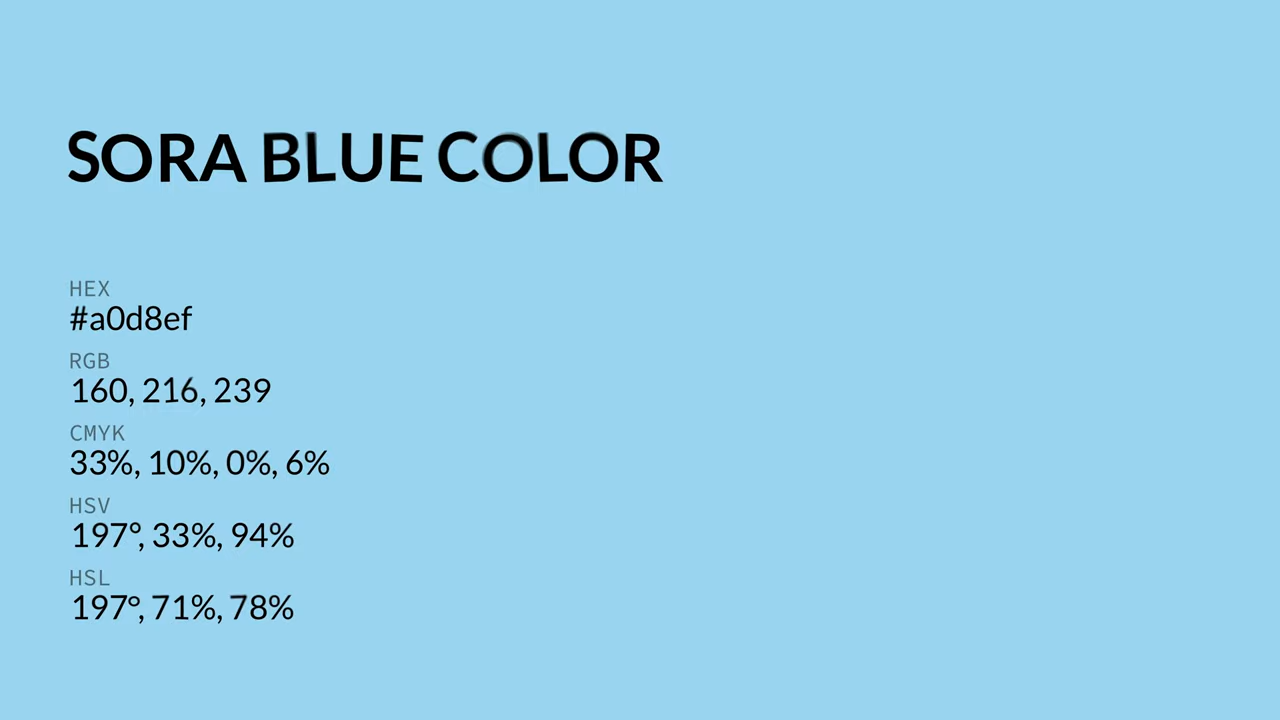 SORA BLUE COLOR
HEX
#a0d8ef
RGB
160, 216, 239
CMYK
33%, 10%, 0%, 6%
HSV
197°, 33%, 94%
HSL
197°, 71%, 78%